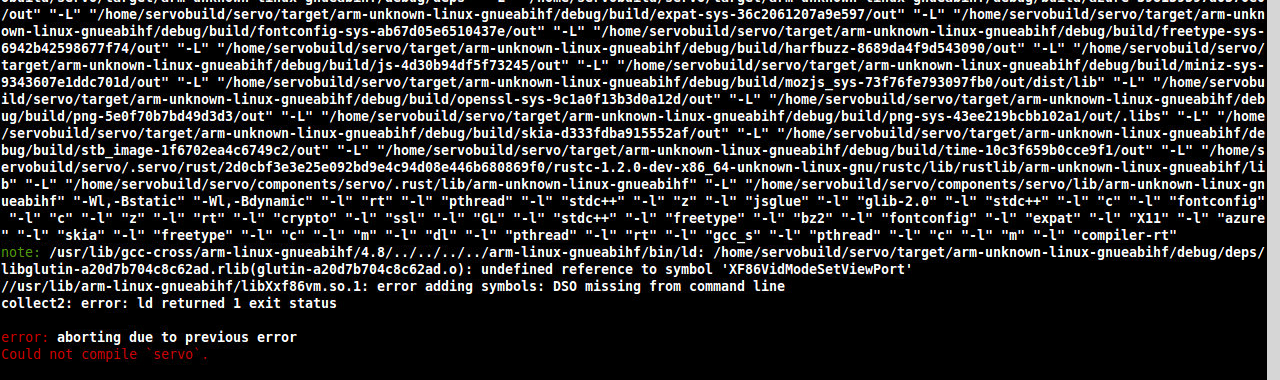 out" "-L" "/home/servobuild/servo/target/arm-unknown-linux-gnueabihf/debug/build/expat-sys-36c2061207a9e597/out" "-L" "/home/servobuild/servo/target/arm-unkn
own-linux-gnueabihf/debug/build/fontconfig-sys-ab67d05e6510437e/out" "-L" "/home/servobuild/servo/target/arm-unknown-linux-gnueabihf/debug/build/freetype-sys-
6942b42598677f74/out" "-L" "/home/servobuild/servo/target/arm-unknown-linux-gnueabihf/debug/build/harfbuzz-8689da4f9d543090/out" "-L" "/home/servobuild/servo/
target/arm-unknown-linux-gnueabihf/debug/build/js-4d30b94df5f73245/out" "-L" "/home/servobuild/servo/target/arm-unknown-linux-gnueabihf/debug/build/miniz-sys-
9343607e1ddc701d/out" "-L" "/home/servobuild/servo/target/arm-unknown-linux-gnueabihf/debug/build/mozjs_sys-73f76fe793097fb0/out/dist/lib" "-L" "/home/servobu
ild/servo/target/arm-unknown-linux-gnueabihf/debug/build/openssl-sys-9c1a0f13b3d0a12d/out" "-L" "/home/servobuild/servo/target/arm-unknown-linux-gnueabihf/deb
ug/build/png-5e0f70b7bd49d3d3/out" "-L" "/home/servobuild/servo/target/arm-unknown-linux-gnueabihf/debug/build/png-sys-43ee219bcbb102a1/out/.libs" "-L" "/home
/servobuild/servo/target/arm-unknown-linux-gnueabihf/debug/build/skia-d333fdba915552af/out" "-L" "/home/servobuild/servo/target/arm-unknown-linux-gnueabihf/de
bug/build/stb_image-1f6702ea4c6749c2/out" "-L" "/home/servobuild/servo/target/arm-unknown-linux-gnueabihf/debug/build/time-10c3f659b0cce9f1/out" "-L" "/home/s
ervobuild/servo/.servo/rust/2d0cbf3e3e25e092bd9e4c94d08e446b680869f0/rustc-1.2.0-dev-x86_64-unknown-linux-gnu/rustc/lib/rustlib/arm-unknown-linux-gnueabihf/li
b" "-L" "/home/servobuild/servo/components/servo/.rust/lib/arm-unknown-linux-gnueabihf" "-L" "/home/servobuild/servo/components/servo/lib/arm-unknown-linux-gn
ueabihf" "-Wl,-Bstatic" "-Wl,-Bdynamic" "-l" "rt" "-l" "pthread" "-l" "stdc++" "-l" "z" "-l" "jsglue" "-l" "glib-2.0" "-l" "stdc++" "-l" "c" "-l" "fontconfig"
"-l" "c" "-l" "z" "-l" "rt" "-l" "crypto" "-l" "ssl" "-l" "GL" "-l" "stdc++" "-l" "freetype" "-l" "bz2" "-l" "fontconfig" "-l" "expat" "-l" "X11" "-l" "azure
" "-l" "skia" "-l" "freetype" "-l" "c" "-l" "m" "-l" "dl" "-l" "pthread" "-l" "rt" "-l" "gcc_s" "-l" "pthread" "-l" "c" "-l" "m" "-l" "compiler-rt"
note: /usr/lib/gcc-cross/arm-linux-gnueabihf/4.8/../../../../arm-linux-gnueabihf/bin/ld: /home/servobuild/servo/target/arm-unknown-linux-gnueabihf/debug/deps/
libglutin-a20d7b704c8c62ad.rlib(glutin-a20d7b704c8c62ad.o): undefined reference to symbol 'XF86VidModeSetViewPort'
//usr/lib/arm-linux-gnueabihf/libXxf86vm.so.1: error adding symbols: DSO missing from command line
collect2: error: ld returned 1 exit status
error: aborting due to previous error
Could not compile `servo`.